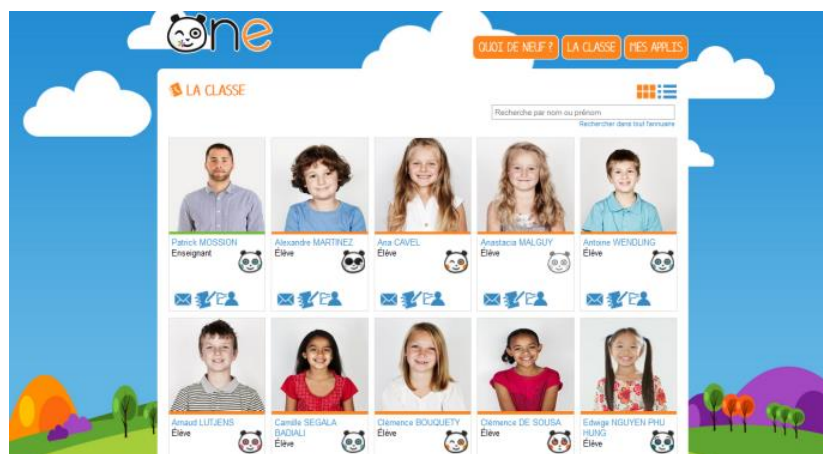 One
QUOI DE NEUF ? LA CLASSE MES APPLIS
LA CLASSE
Recherche par nom ou prénom
Rechercher dans tout l'annuaire
Patrick MOSSION
Enseignant
Alexandre MARTINEZ
Élève
Ana CAVEL
Élève
Anastacia MALGUY
Élève
Antoine WENDLING
Élève
Arnaud LUTJENS
Élève
Camille SEGALA
BADIALI
Élève
Clémence BOUQUETY
Élève
Clémence DE SOUSA
Élève
Edwige NGUYEN PHU
HUNG
Élève